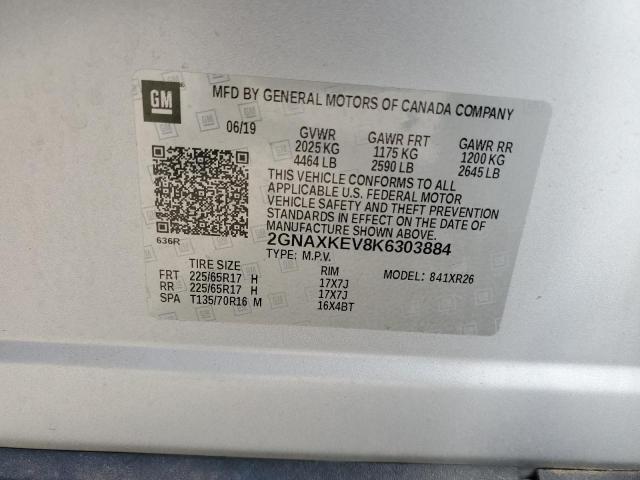 GM
MFD BY GENERAL MOTORS OF CANADA COMPANY
06/19 GVWR GAWR FRT GAWR RR
2025 KG 1175 KG 1200 KG
4464 LB 2590 LB 2645 LB
THIS VEHICLE CONFORMS TO ALL
APPLICABLE U.S. FEDERAL MOTOR
VEHICLE SAFETY AND THEFT PREVENTION
STANDARDS IN EFFECT ON THE DATE OF
MANUFACTURE SHOWN ABOVE.
636R
2GNAXKEV8K6303884
TYPE: M.P.V.
TIRE SIZE RIM MODEL: 841XR26
FRT 225/65R17 H 17X7J
RR 225/65R17 H 17X7J
SPA T135/70R16 M 16X4BT